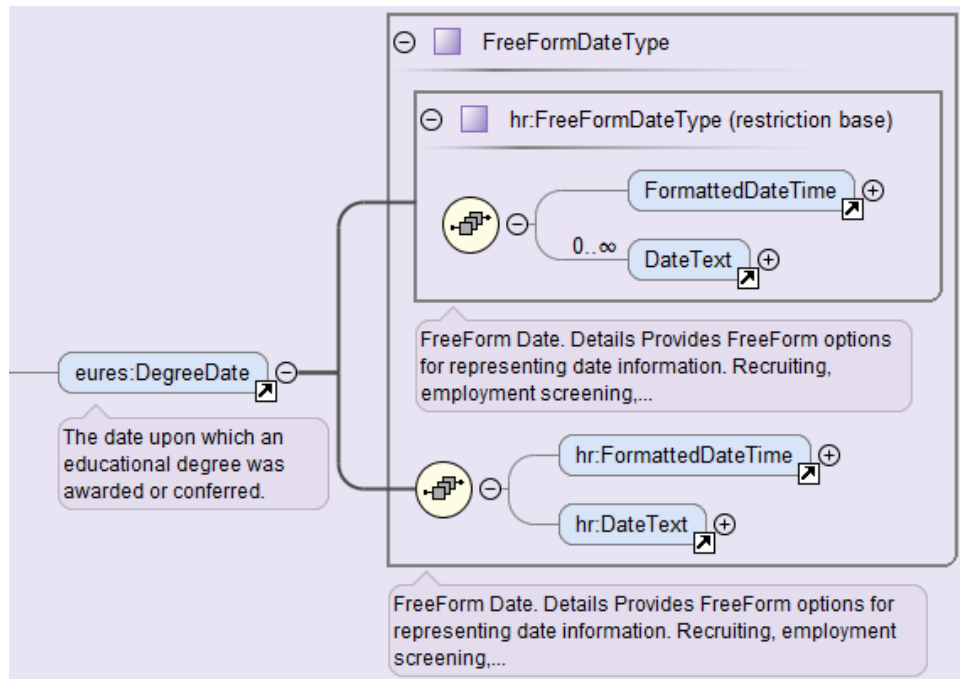 FreeFormDateType
hr:FreeFormDateType (restriction base)
FormattedDateTime
0..∞
DateText
FreeForm Date. Details Provides FreeForm options
for representing date information. Recruiting,
employment screening,...
eures:DegreeDate
The date upon which an
educational degree was
awarded or conferred.
hr:FormattedDateTime
hr:DateText
FreeForm Date. Details Provides FreeForm options for
representing date information. Recruiting, employment
screening,...